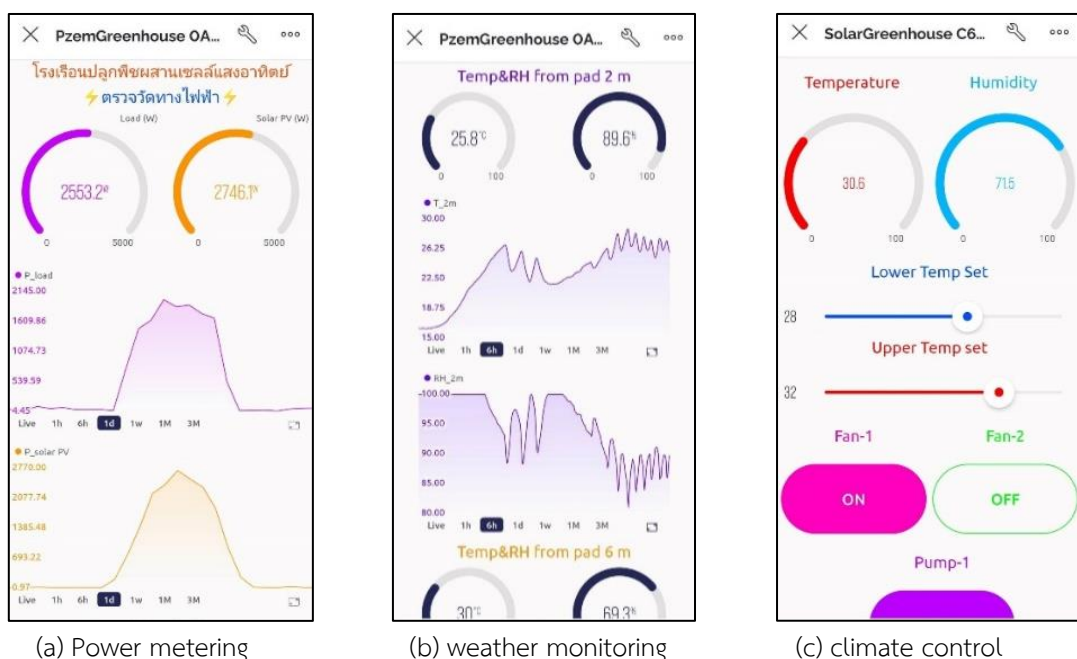 PzemGreenhouse OA...
โรงเรือนปลูกพืชผสานเซลล์แสงอาทิตย์
⚡ตรวจวัดทางไฟฟ้า⚡
Load (W) Solar PV (W)
2553.2 2746.1
0 5000 0 5000
P_load
2145.00
1609.86
1074.73
539.59
4.45
Live 1h 6h 1d 1w 1M 3M
P_solar PV
2770.00
2077.74
1385.48
693.22
0.97
Live 1h 6h 1d 1w 1M 3M
(a) Power metering
PzemGreenhouse OA...
Temp&RH from pad 2 m
25.8°C 89.6%
0 100 0 100
T_2m
30.00
26.25
22.50
18.75
15.00
Live 1h 6h 1d 1w 1M 3M
RH_2m
100.00
95.00
90.00
85.00
80.00
Live 1h 6h 1d 1w 1M 3M
Temp&RH from pad 6 m
30°C 69.3%
(b) weather monitoring
SolarGreenhouse C6...
Temperature Humidity
30.6 71.5
0 100 0 100
Lower Temp Set
28
Upper Temp set
32
Fan-1 Fan-2
ON OFF
Pump-1
(c) climate control